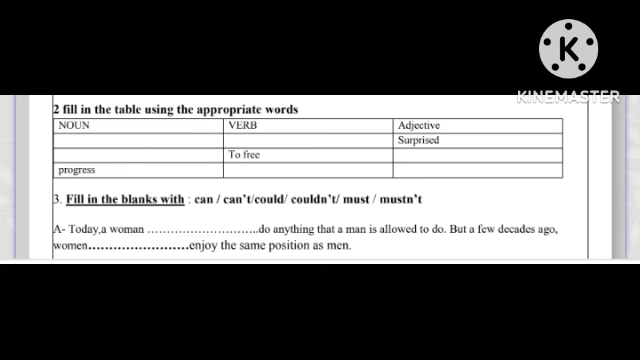 K
KINEMASTER
2 fill in the table using the appropriate words
NOUN VERB Adjective
Surprised
To free
progress
3. Fill in the blanks with : can / can't/could/ couldn't/ must / mustn't
A- Today,a woman ..............................do anything that a man is allowed to do. But a few decades ago,
women.........................enjoy the same position as men.